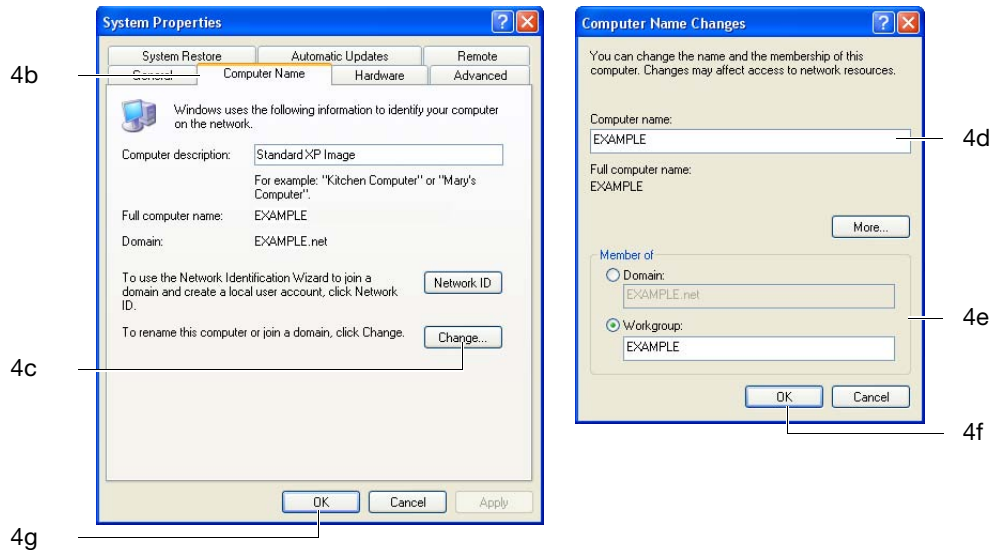 System Properties
System Restore
Automatic Updates
Remote
4b
General
Computer Name
Hardware
Advanced
Windows uses the following information to identify your computer
on the network.
Computer description:
Standard XP Image
For example: "Kitchen Computer" or "Mary's
Computer".
Full computer name:
EXAMPLE
Domain:
EXAMPLE.net
To use the Network Identification Wizard to join a
domain and create a local user account, click Network
ID.
Network ID
To rename this computer or join a domain, click Change.
Change...
4c
OK
Cancel
Apply
4g
Computer Name Changes
You can change the name and the membership of this
computer. Changes may affect access to network resources.
Computer name:
EXAMPLE
4d
Full computer name:
EXAMPLE
More...
Member of
Domain:
EXAMPLE.net
4e
Workgroup:
EXAMPLE
OK
Cancel
4f